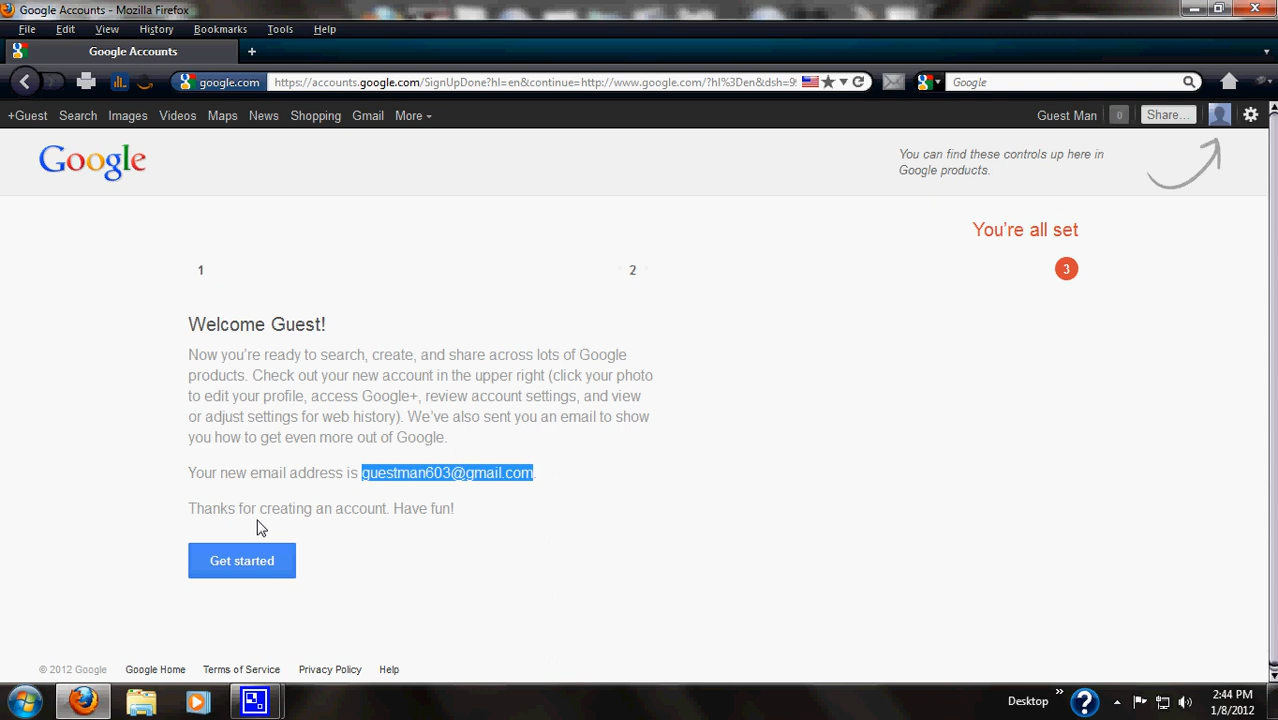 Google Accounts - Mozilla Firefox
File Edit View History Bookmarks Tools Help
Google Accounts +
google.com https://accounts.google.com/SignUpDone?hl=en&continue=http://www.google.com/?hl%3Den&dsh=9 Google
+Guest Search Images Videos Maps News Shopping Gmail More Guest Man 0 Share...
Google
You can find these controls up here in
Google products.
You're all set
1 2 3
Welcome Guest!
Now you're ready to search, create, and share across lots of Google
products. Check out your new account in the upper right (click your photo
to edit your profile, access Google+, review account settings, and view
or adjust settings for web history). We've also sent you an email to show
you how to get even more out of Google.
Your new email address is guestman603@gmail.com.
Thanks for creating an account. Have fun!
Get started
© 2012 Google Google Home Terms of Service Privacy Policy Help
Desktop » 2:44 PM
1/8/2012